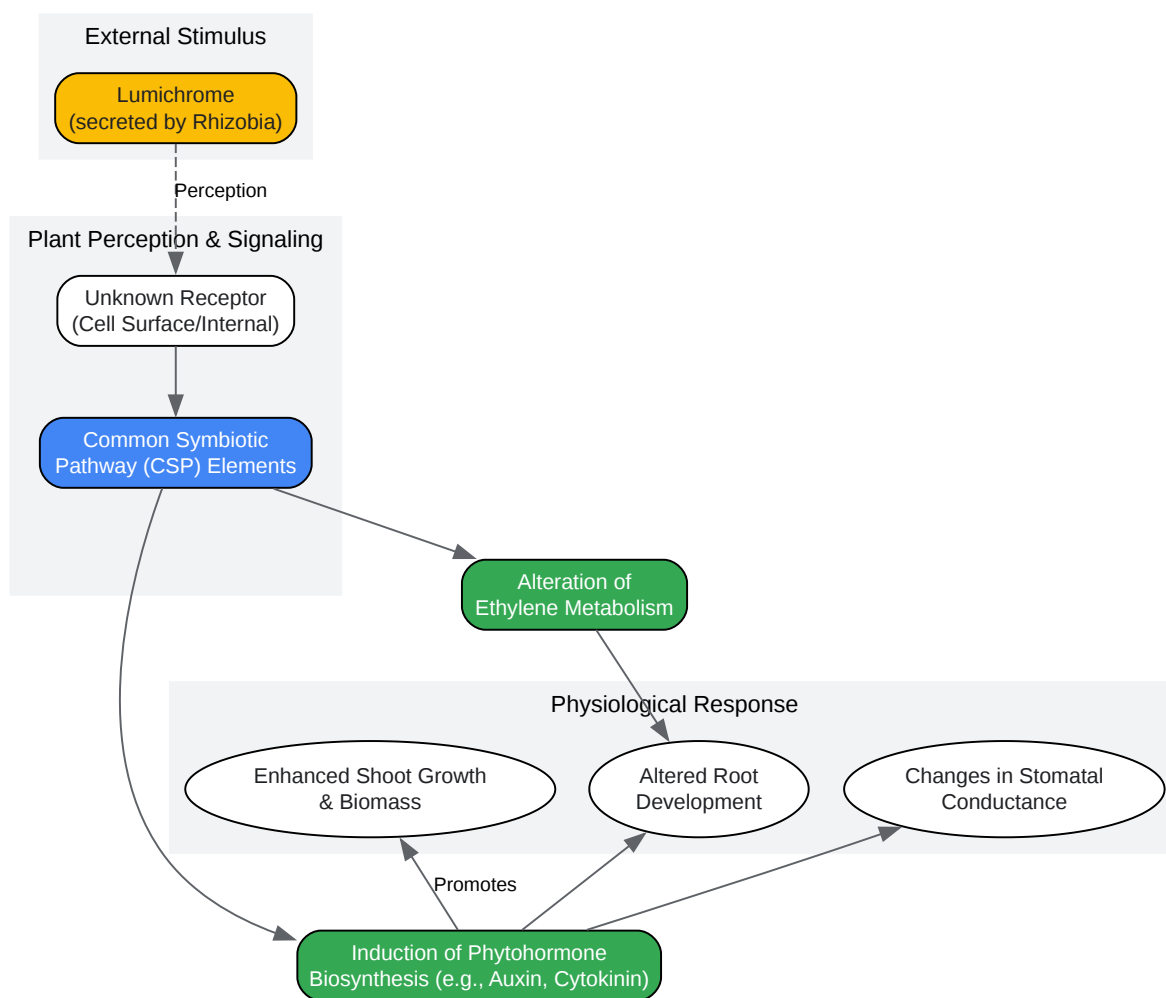 External Stimulus
Lumichrome
(secreted by Rhizobia)
Perception
Plant Perception & Signaling
Unknown Receptor
(Cell Surface/Internal)
Common Symbiotic
Pathway (CSP) Elements
Alteration of
Ethylene Metabolism
Physiological Response
Enhanced Shoot Growth
& Biomass
Altered Root
Development
Changes in Stomatal
Conductance
Promotes
Induction of Phytohormone
Biosynthesis (e.g., Auxin, Cytokinin)